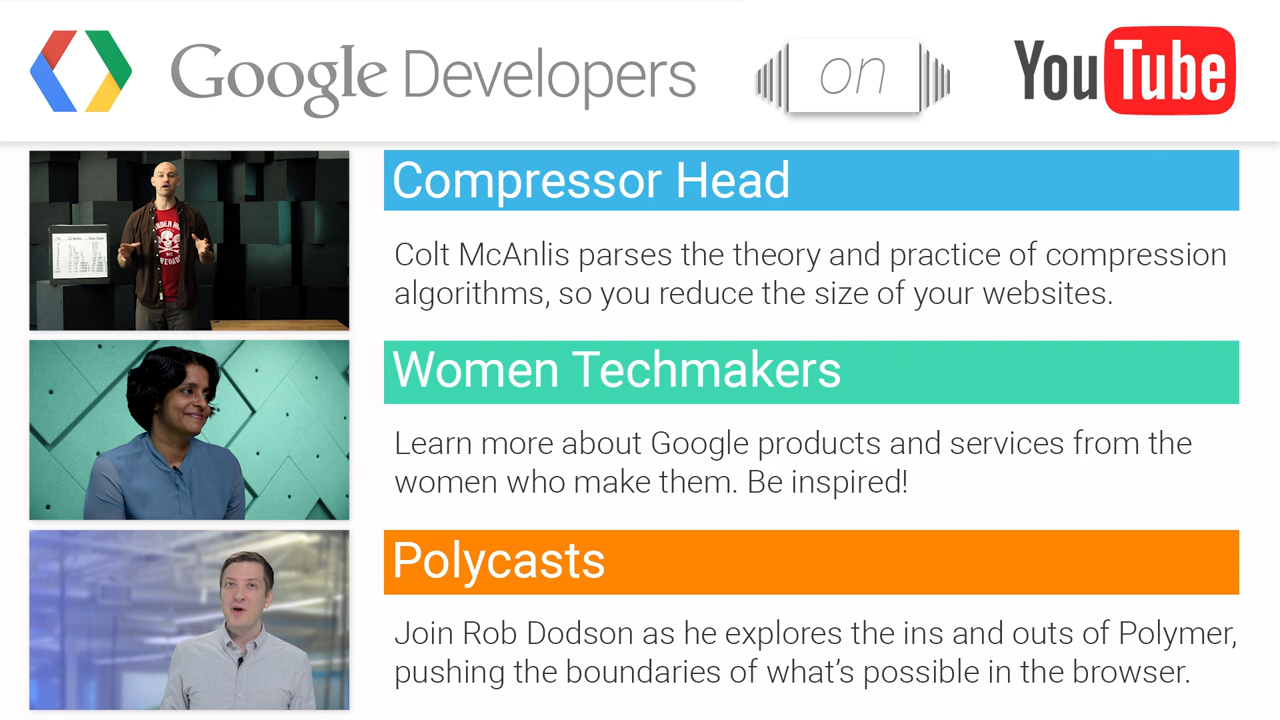 Google Developers on YouTube
Compressor Head
Colt McAnlis parses the theory and practice of compression
algorithms, so you reduce the size of your websites.
Women Techmakers
Learn more about Google products and services from the
women who make them. Be inspired!
Polycasts
Join Rob Dodson as he explores the ins and outs of Polymer,
pushing the boundaries of what's possible in the browser.